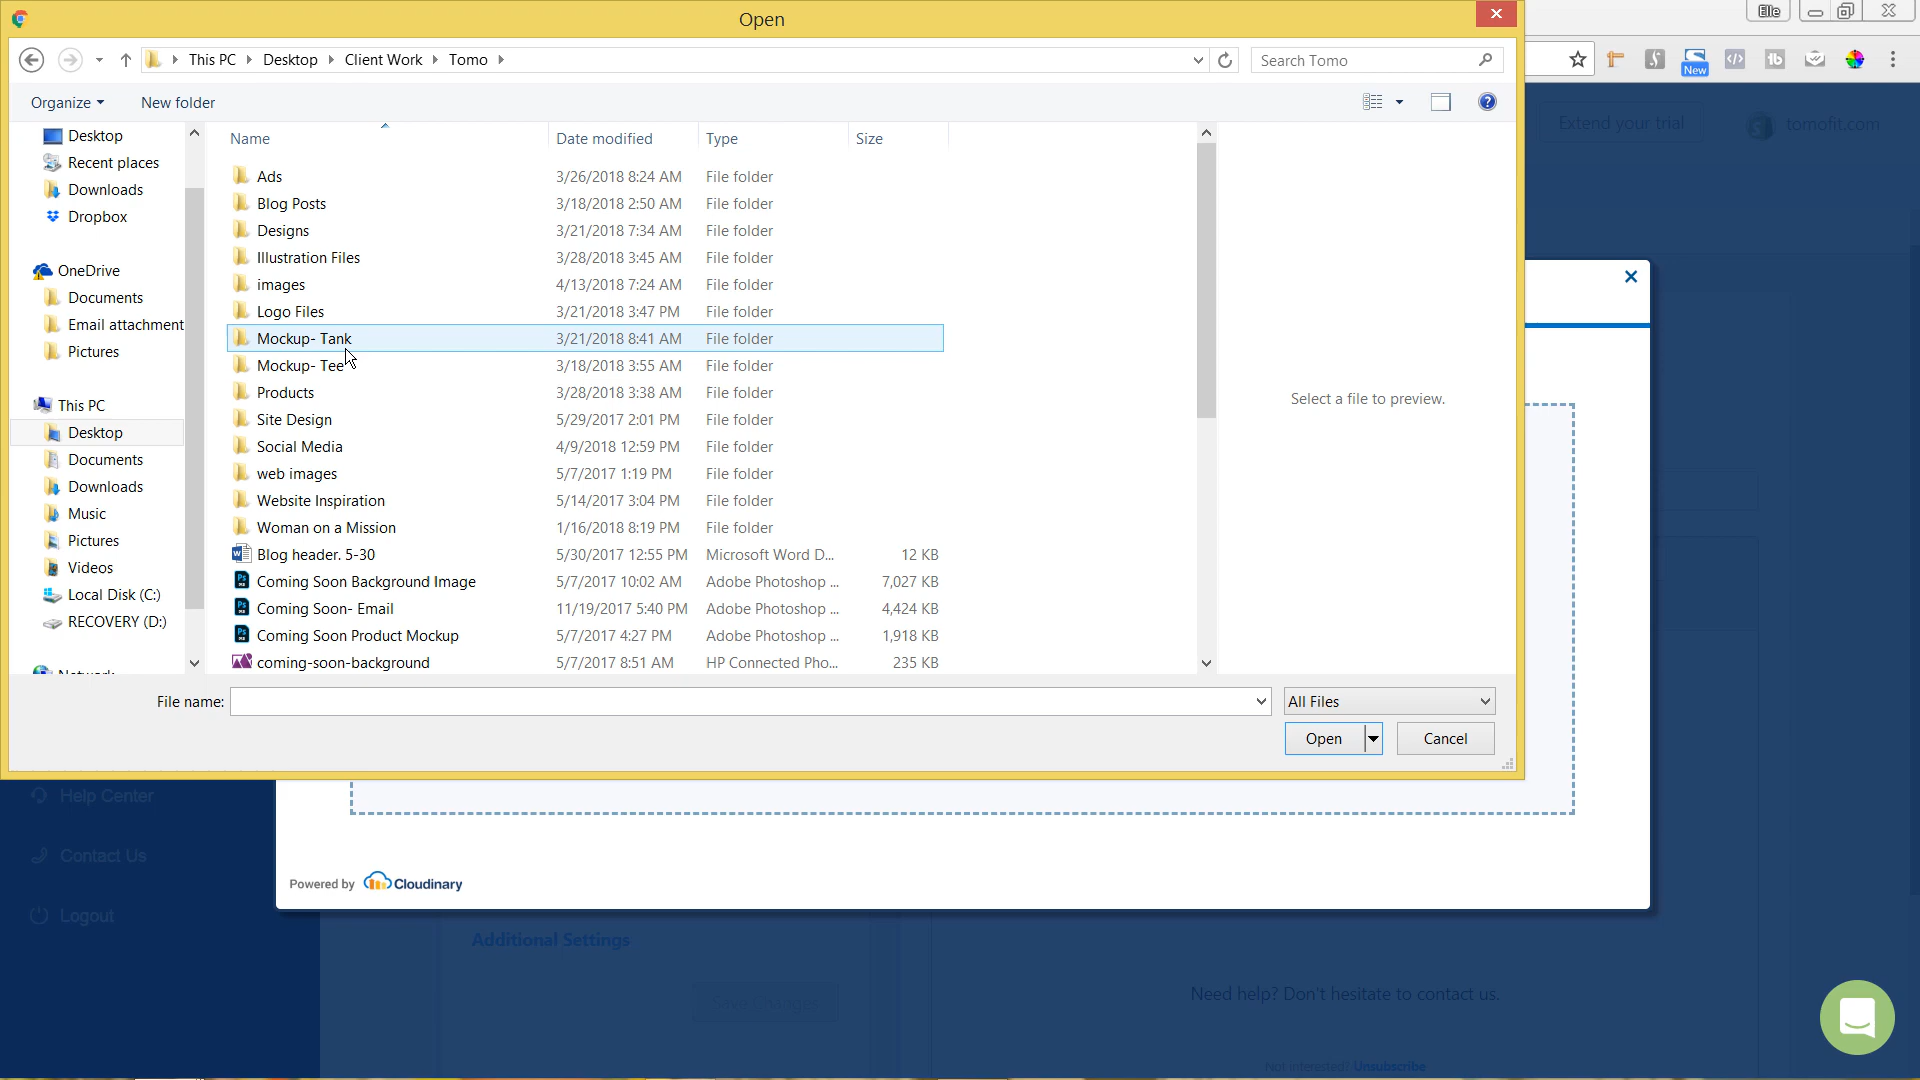 Open
Elle
This PC Desktop Client Work Tomo
Search Tomo
New
Organize
New folder
Extend your trial
tomofit.com
Desktop
Recent places
Downloads
Dropbox
OneDrive
Documents
Email attachment
Pictures
This PC
Desktop
Documents
Downloads
Music
Pictures
Videos
Local Disk (C:)
RECOVERY (D:)
Network
Name Date modified Type Size
Ads 3/26/2018 8:24 AM File folder
Blog Posts 3/18/2018 2:50 AM File folder
Designs 3/21/2018 7:34 AM File folder
Illustration Files 3/28/2018 3:45 AM File folder
images 4/13/2018 7:24 AM File folder
Logo Files 3/21/2018 3:47 PM File folder
Mockup- Tank 3/21/2018 8:41 AM File folder
Mockup- Tee 3/18/2018 3:55 AM File folder
Products 3/28/2018 3:38 AM File folder
Site Design 5/29/2017 2:01 PM File folder
Social Media 4/9/2018 12:59 PM File folder
web images 5/7/2017 1:19 PM File folder
Website Inspiration 5/14/2017 3:04 PM File folder
Woman on a Mission 1/16/2018 8:19 PM File folder
Blog header. 5-30 5/30/2017 12:55 PM Microsoft Word D... 12 KB
Coming Soon Background Image 5/7/2017 10:02 AM Adobe Photoshop ... 7,027 KB
Coming Soon- Email 11/19/2017 5:40 PM Adobe Photoshop ... 4,424 KB
Coming Soon Product Mockup 5/7/2017 4:27 PM Adobe Photoshop ... 1,918 KB
coming-soon-background 5/7/2017 8:51 AM HP Connected Pho... 235 KB
Select a file to preview.
File name:
All Files
Open
Cancel
Help Center
Contact Us
Logout
Powered by Cloudinary
Additional Settings
Save Changes
Need help? Don't hesitate to contact us.
Not interested? Unsubscribe